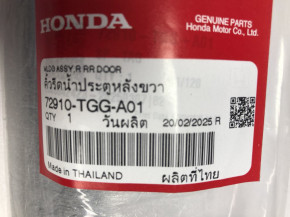 HONDA
GENUINE PARTS
Honda Motor Co., Ltd.
MLDG ASSY,R RR DOOR
คิ้วรีดน้ำประตูหลังขวา
72910-TGG-A01
QTY 1 วันผลิต 20/02/2025 R
Made in THAILAND ผลิตที่ไทย